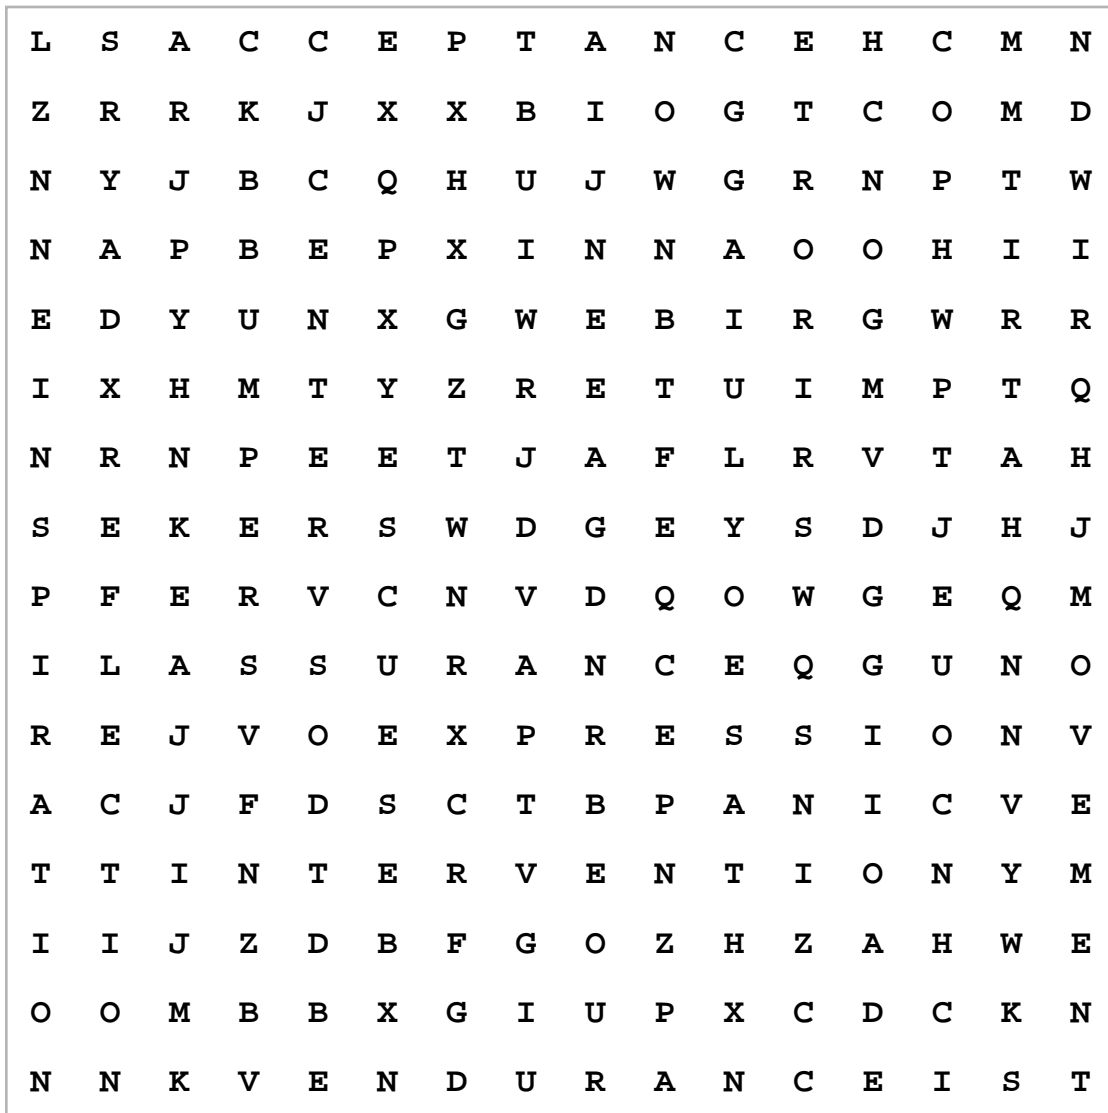 L S A C C E P T A N C E H C M N
Z R R K J X X B I O G T C O M D
N Y J B C Q H U J W G R N P T W
N A P B E P X I N N A O O H I I
E D Y U N X G W E B I R G W R R
I X H M T Y Z R E T U I M P T Q
N R N P E E T J A F L R V T A H
S E K E R S W D G E Y S D J H J
P F E R V C N V D Q O W G E Q M
I L A S S U R A N C E Q G U N O
R E J V O E X P R E S S I O N V
A C J F D S C T B P A N I C V E
T T I N T E R V E N T I O N Y M
I I J Z D B F G O Z H Z A H W E
O O M B B X G I U P X C D C K N
N N K V E N D U R A N C E I S T